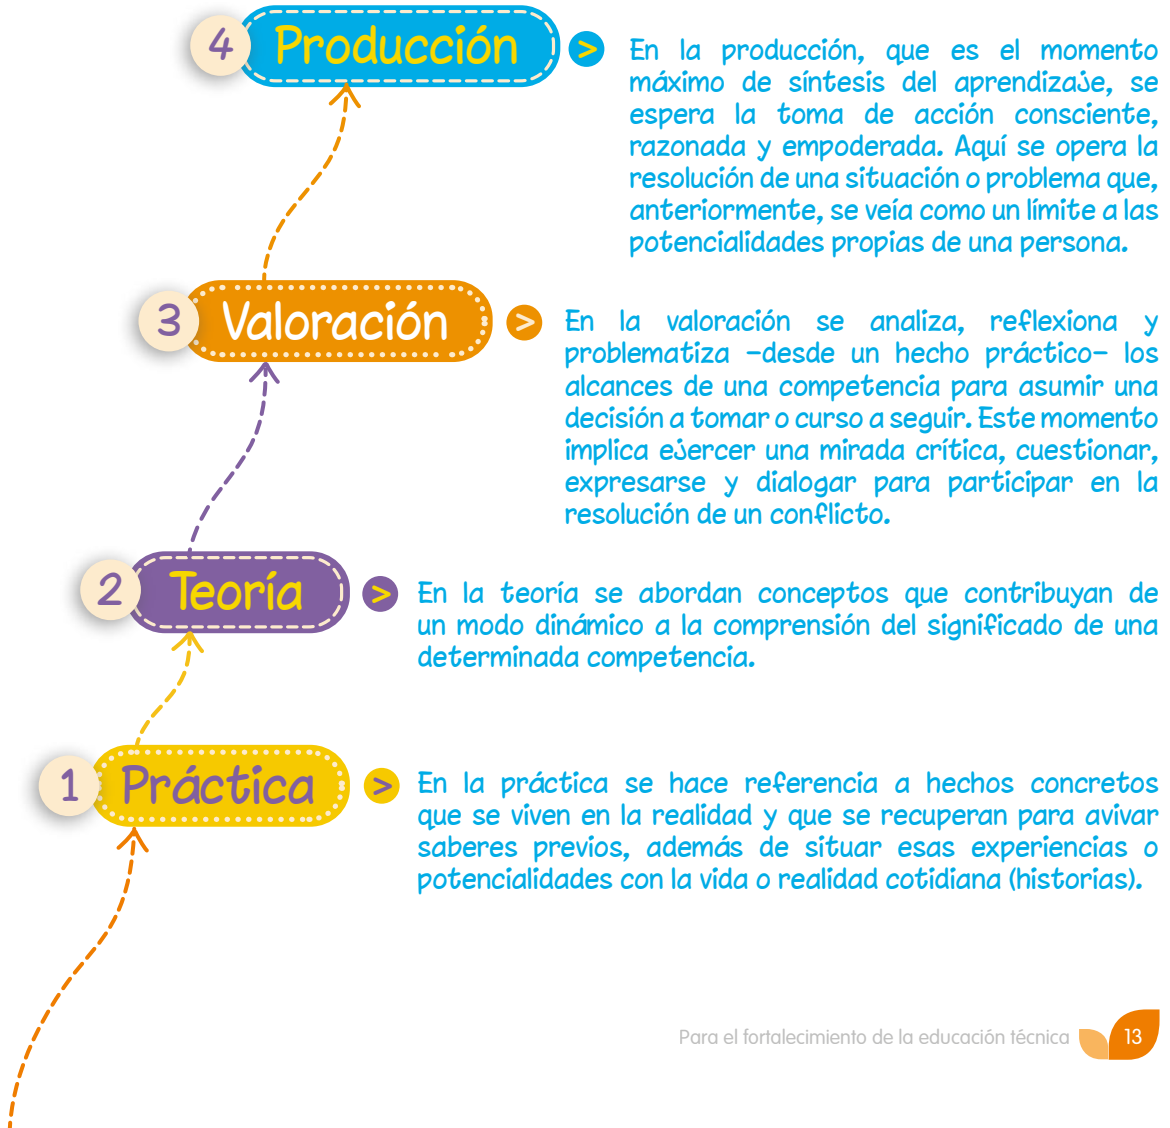 4
Producción
>
En la producción, que es el momento
máximo de síntesis del aprendizaje, se
espera la toma de acción consciente,
razonada y empoderada. Aquí se opera la
resolución de una situación o problema que,
anteriormente, se veía como un límite a las
potencialidades propias de una persona.
3
Valoración
>
En la valoración se analiza, reflexiona y
problematiza -desde un hecho práctico- los
alcances de una competencia para asumir una
decisión a tomar o curso a seguir. Este momento
implica ejercer una mirada crítica, cuestionar,
expresarse y dialogar para participar en la
resolución de un conflicto.
2
Teoría
>
En la teoría se abordan conceptos que contribuyan de
un modo dinámico a la comprensión del significado de una
determinada competencia.
1
Práctica
>
En la práctica se hace referencia a hechos concretos
que se viven en la realidad y que se recuperan para avivar
saberes previos, además de situar esas experiencias o
potencialidades con la vida o realidad cotidiana (historias).
Para el fortalecimiento de la educación técnica
13